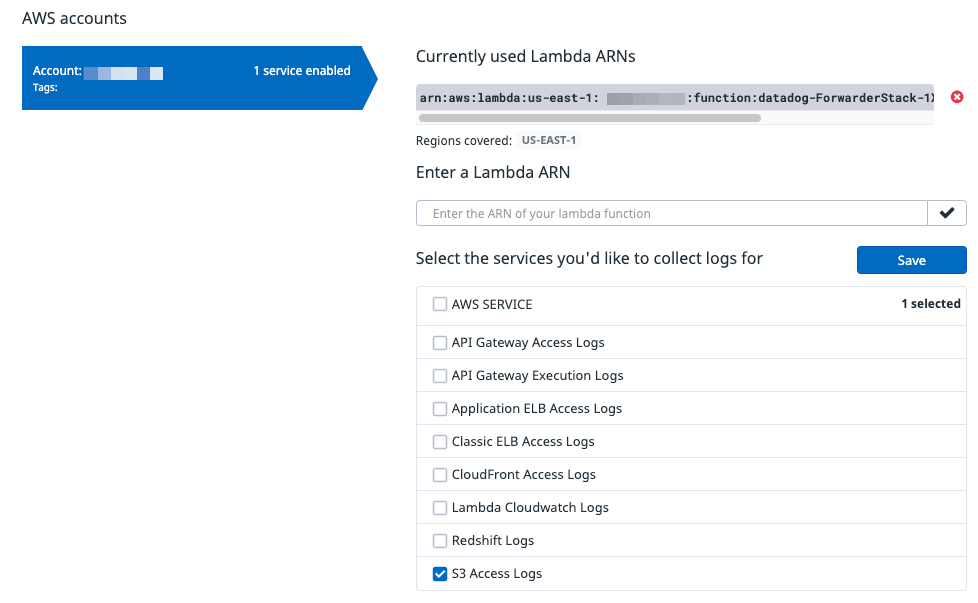 AWS accounts
Account:
1 service enabled
Tags:
Currently used Lambda ARNs
arn:aws:lambda:us-east-1: :function:datadog-ForwarderStack-1
Regions covered: US-EAST-1
Enter a Lambda ARN
Enter the ARN of your lambda function
Select the services you'd like to collect logs for
Save
AWS SERVICE
1 selected
API Gateway Access Logs
API Gateway Execution Logs
Application ELB Access Logs
Classic ELB Access Logs
CloudFront Access Logs
Lambda Cloudwatch Logs
Redshift Logs
S3 Access Logs